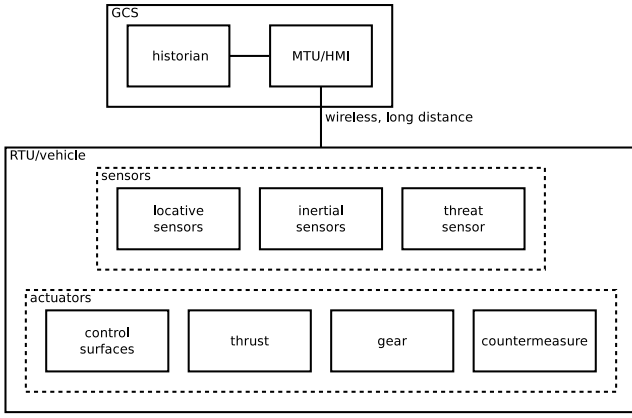 GCS
historian
MTU/HMI
wireless, long distance
RTU/vehicle
sensors
locative
sensors
inertial
sensors
threat
sensor
actuators
control
surfaces
thrust
gear
countermeasure